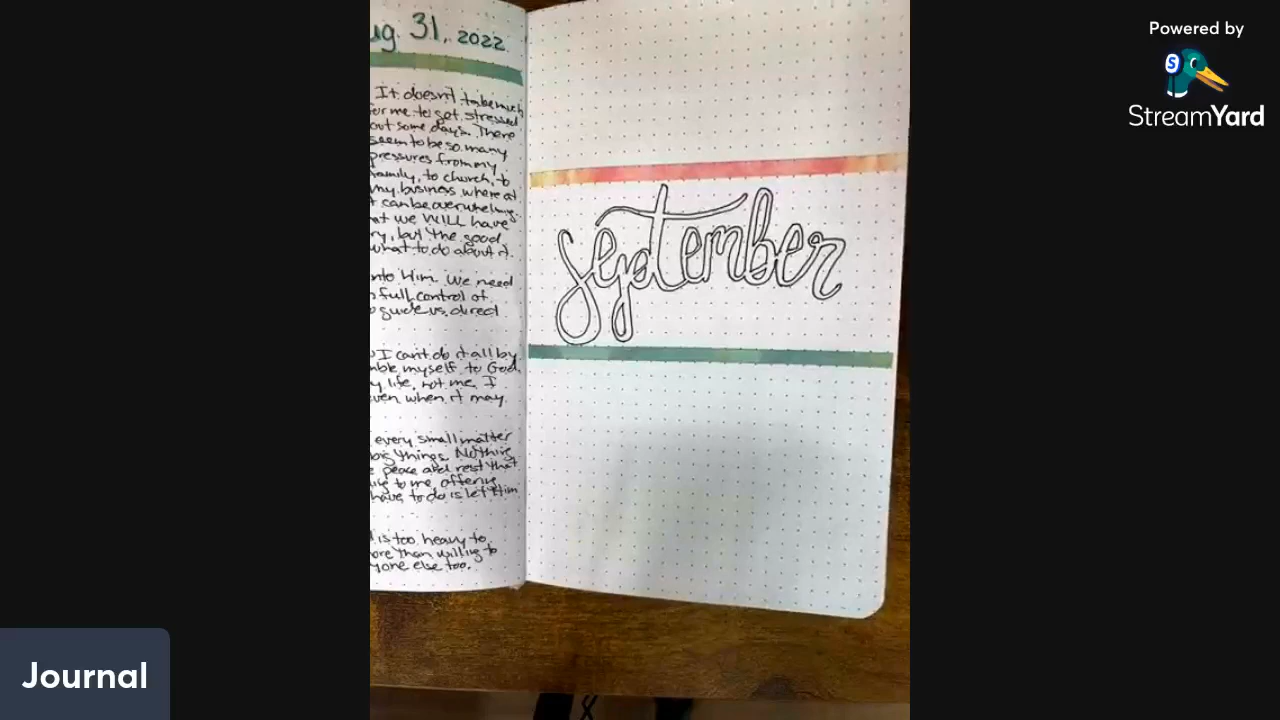 ug 31, 2022
It doesn't take much
for me to get stressed
out some days. There
seem to be so many
pressures from my
family, to church, to
my business where at
t can be overwhelming.
at we WILL have
ry, but the good
what to do about it.
nto Him. We need
full control of
guide us, direct
I can't do it all by
mble myself to God.
y life, not me. I
even when it may
every small matter
big things. Nothing
e peace and rest that
to me offering
have to do is let Him
is too heavy to
ore than willing to
yone else too.
september
Powered by
StreamYard
Journal